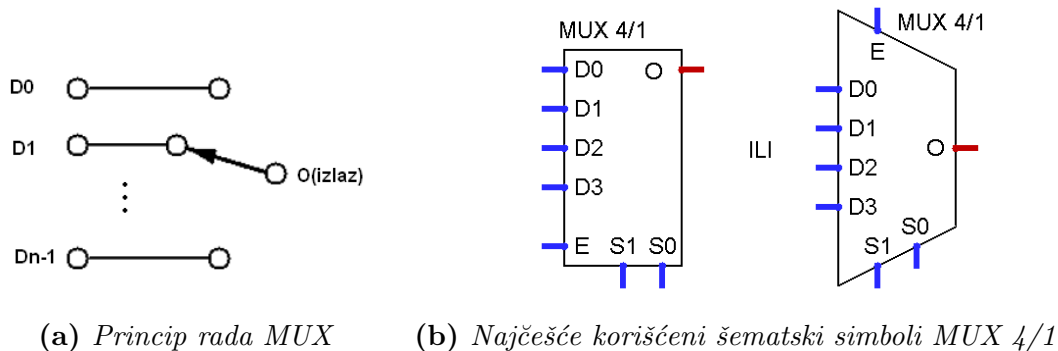 D0
D1
O(izlaz)
Dn-1
MUX 4/1
D0
O
D1
D2
D3
E
S1
S0
ILI
MUX 4/1
E
D0
D1
O
D2
D3
S0
S1
(a) Princip rada MUX
(b) Najčešće korišćeni šematski simboli MUX 4/1